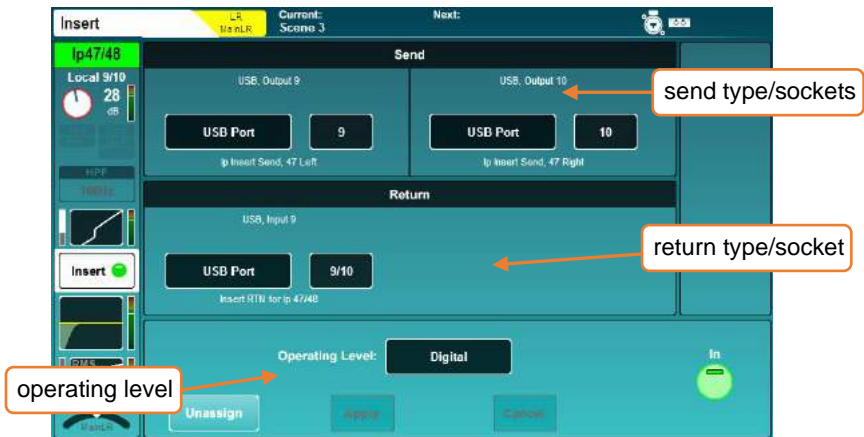 Insert
LR
MainLR
Current:
Scene 3
Next:
Ip47/48
Local 9/10
28
dB
HPF
Insert
RMS
MainLR
Send
USB, Output 9
USB, Output 10
USB Port
9
USB Port
10
Ip Insert Send, 47 Left
Ip Insert Send, 47 Right
Return
USB, Input 9
USB Port
9/10
Insert RTN for Ip 47/48
Operating Level:
Digital
In
Unassign
Apply
Cancel
send type/sockets
return type/socket
operating level